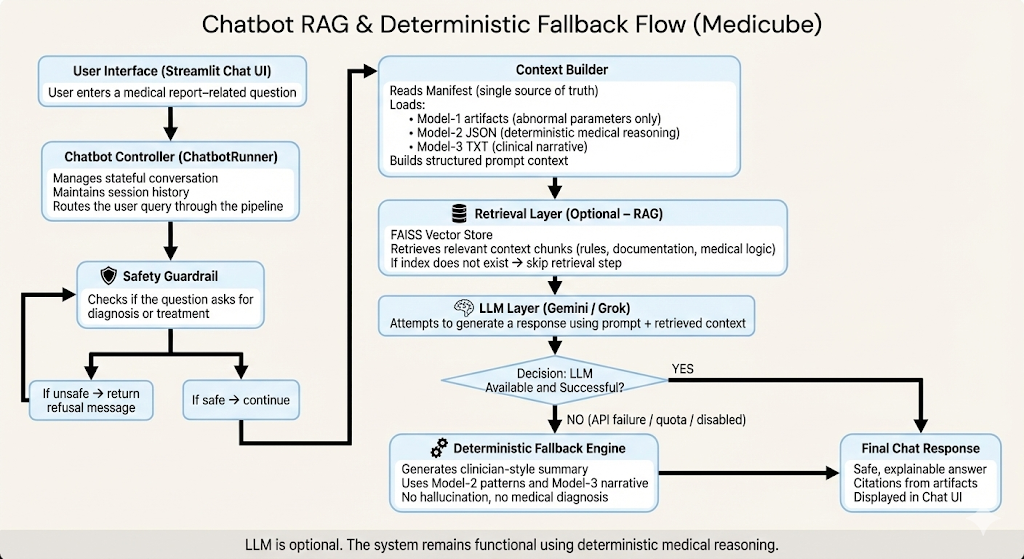 Chatbot RAG & Deterministic Fallback Flow (Medicube)
User Interface (Streamlit Chat UI)
User enters a medical report–related question
Chatbot Controller (ChatbotRunner)
Manages stateful conversation
Maintains session history
Routes the user query through the pipeline
Safety Guardrail
Checks if the question asks for
diagnosis or treatment
If unsafe → return
refusal message
If safe → continue
Context Builder
Reads Manifest (single source of truth)
Loads:
• Model-1 artifacts (abnormal parameters only)
• Model-2 JSON (deterministic medical reasoning)
• Model-3 TXT (clinical narrative)
Builds structured prompt context
Retrieval Layer (Optional – RAG)
FAISS Vector Store
Retrieves relevant context chunks (rules, documentation, medical logic)
If index does not exist → skip retrieval step
LLM Layer (Gemini / Grok)
Attempts to generate a response using prompt + retrieved context
Decision: LLM
Available and Successful?
YES
NO (API failure / quota / disabled)
Deterministic Fallback Engine
Generates clinician-style summary
Uses Model-2 patterns and Model-3 narrative
No hallucination, no medical diagnosis
Final Chat Response
Safe, explainable answer
Citations from artifacts
Displayed in Chat UI
LLM is optional. The system remains functional using deterministic medical reasoning.